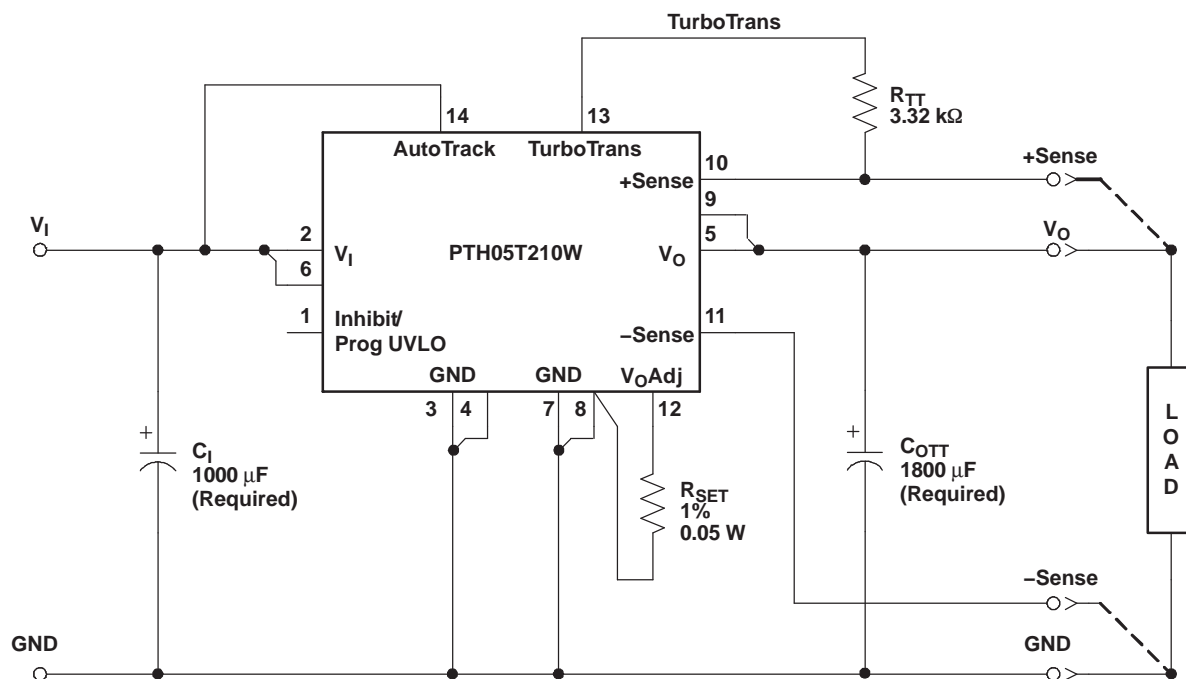 TurboTrans
R_TT
3.32 kΩ
14
13
AutoTrack
TurboTrans
10
+Sense
+Sense
9
V_I
2
V_I
PTH05T210W
5
V_O
V_O
6
1
Inhibit/
Prog UVLO
11
−Sense
GND
GND
V_OAdj
3
4
7
8
12
+
C_I
1000 μF
(Required)
R_SET
1%
0.05 W
+
C_OTT
1800 μF
(Required)
L
O
A
D
−Sense
GND
GND